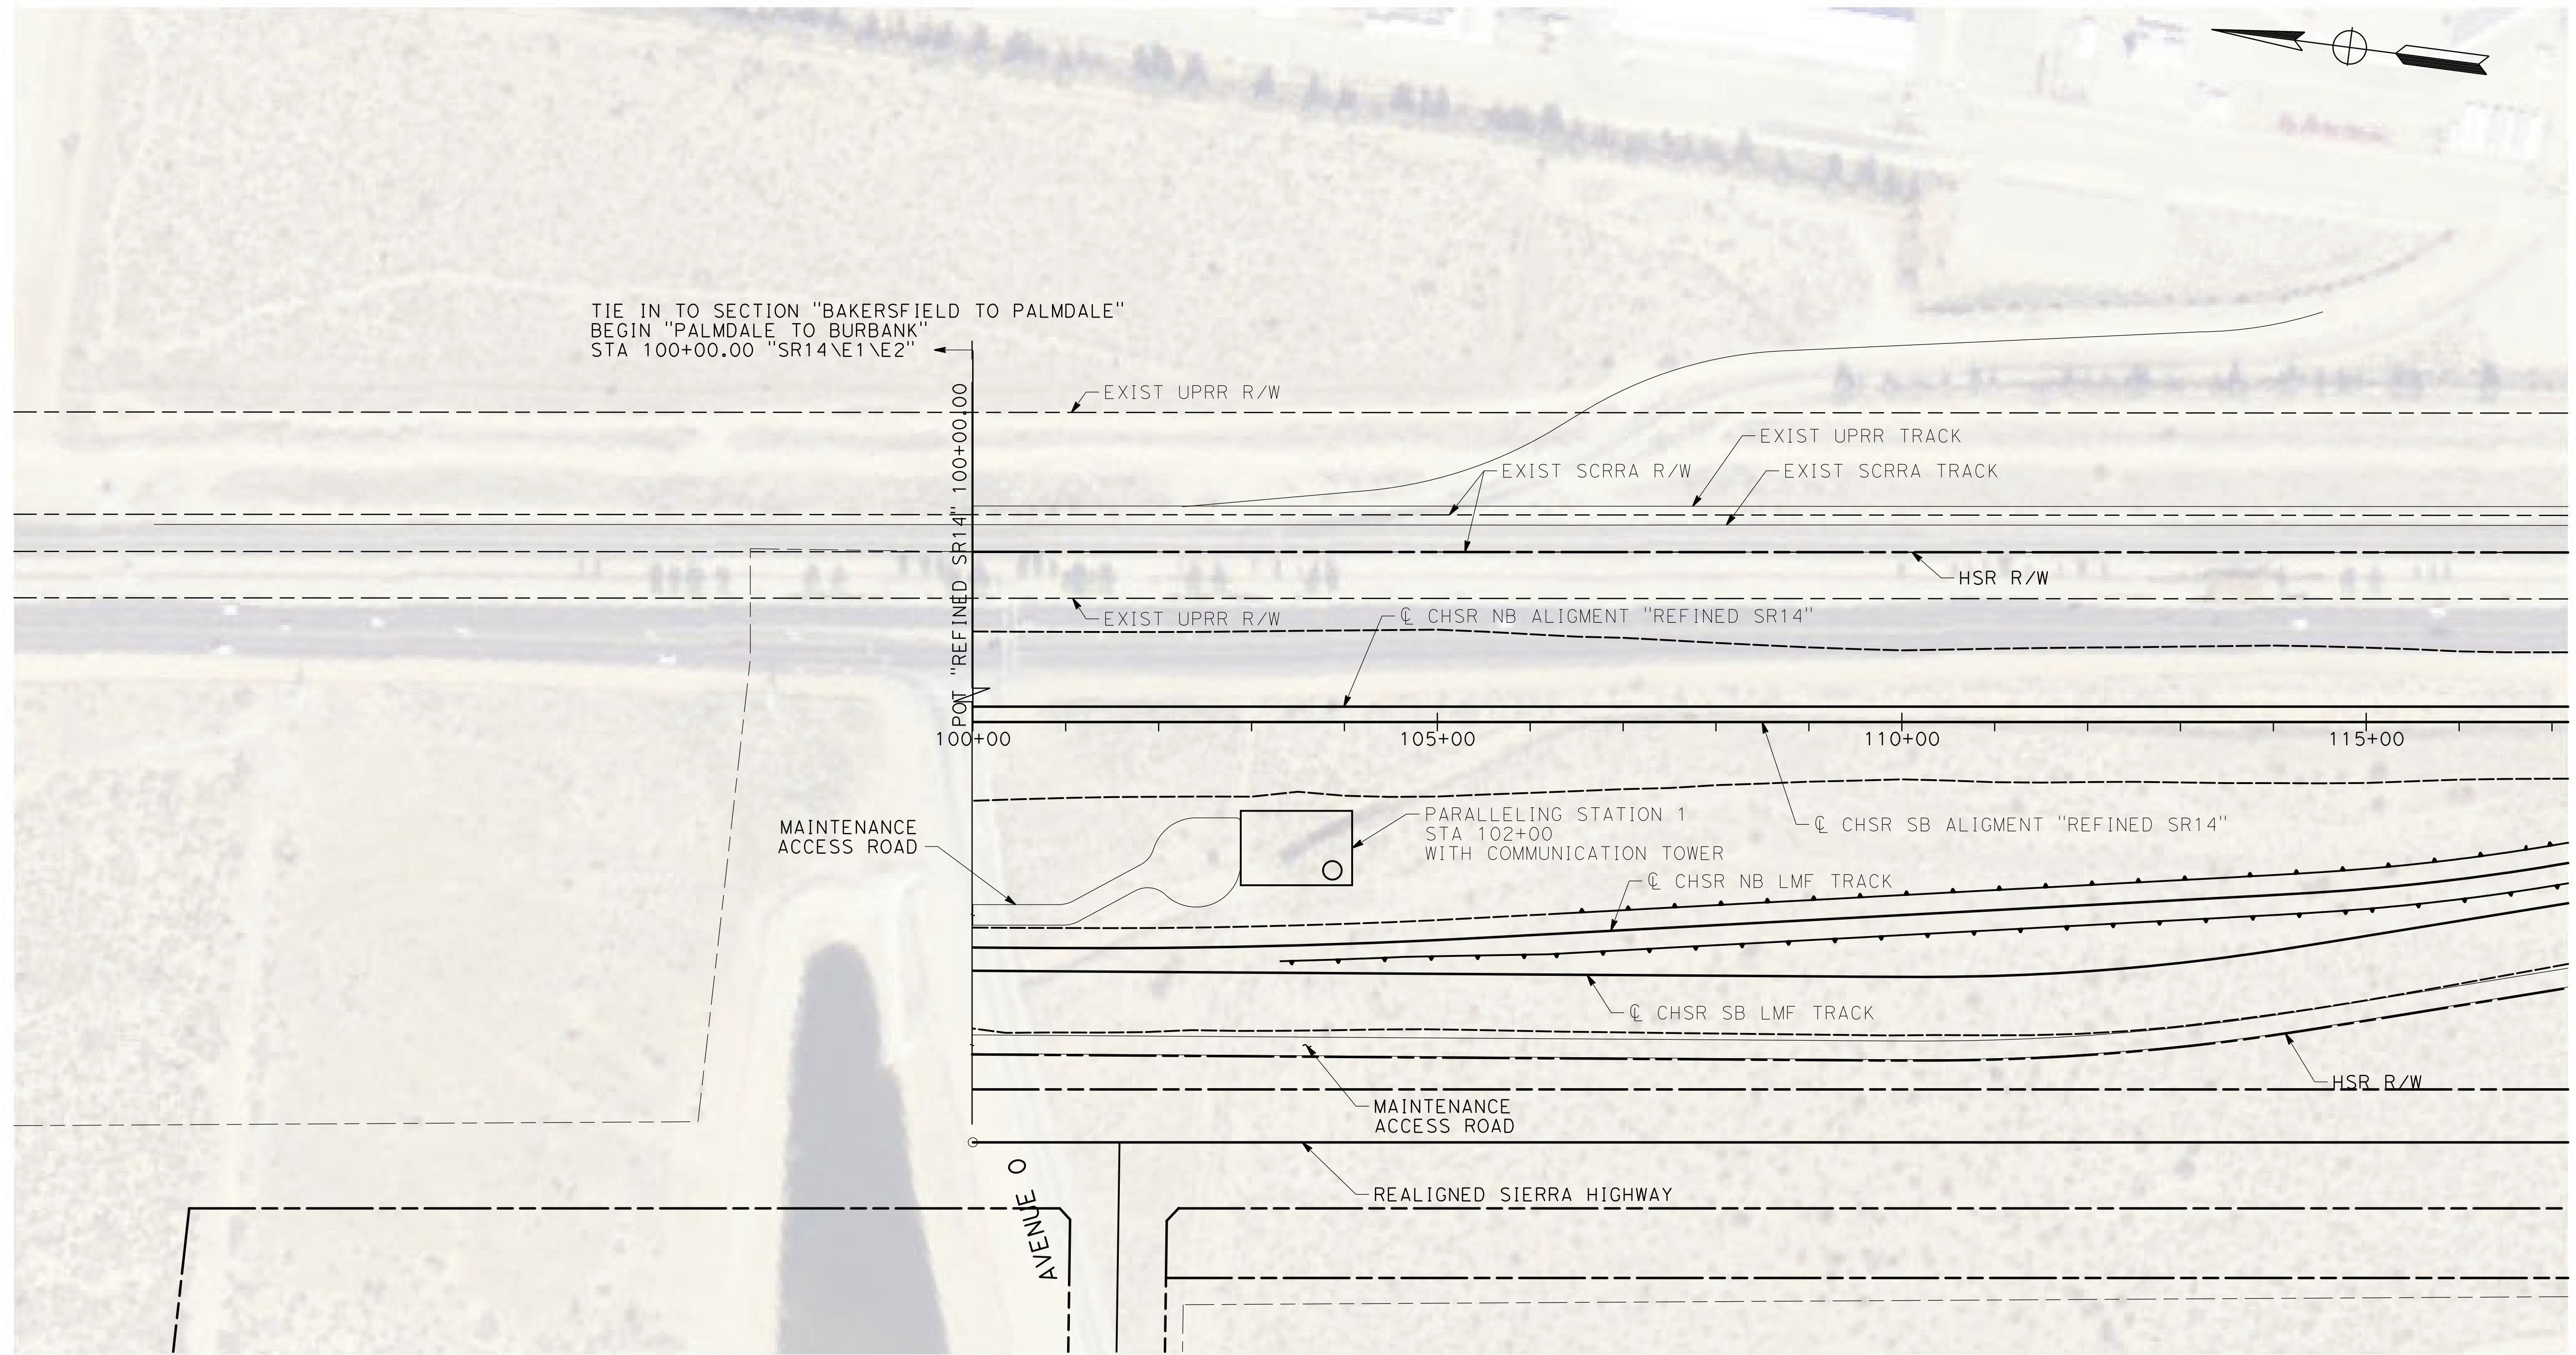 TIE IN TO SECTION "BAKERSFIELD TO PALMDALE"
BEGIN "PALMDALE TO BURBANK"
STA 100+00.00 "SR14\E1\E2"
POT "REFINED SR14" 100+00.00
EXIST UPRR R/W
EXIST UPRR TRACK
EXIST SCRRA R/W
EXIST SCRRA TRACK
HSR R/W
EXIST UPRR R/W
℄ CHSR NB ALIGMENT "REFINED SR14"
100+00
105+00
110+00
115+00
MAINTENANCE
ACCESS ROAD
PARALLELING STATION 1
STA 102+00
WITH COMMUNICATION TOWER
℄ CHSR SB ALIGMENT "REFINED SR14"
℄ CHSR NB LMF TRACK
℄ CHSR SB LMF TRACK
HSR R/W
MAINTENANCE
ACCESS ROAD
REALIGNED SIERRA HIGHWAY
AVENUE O